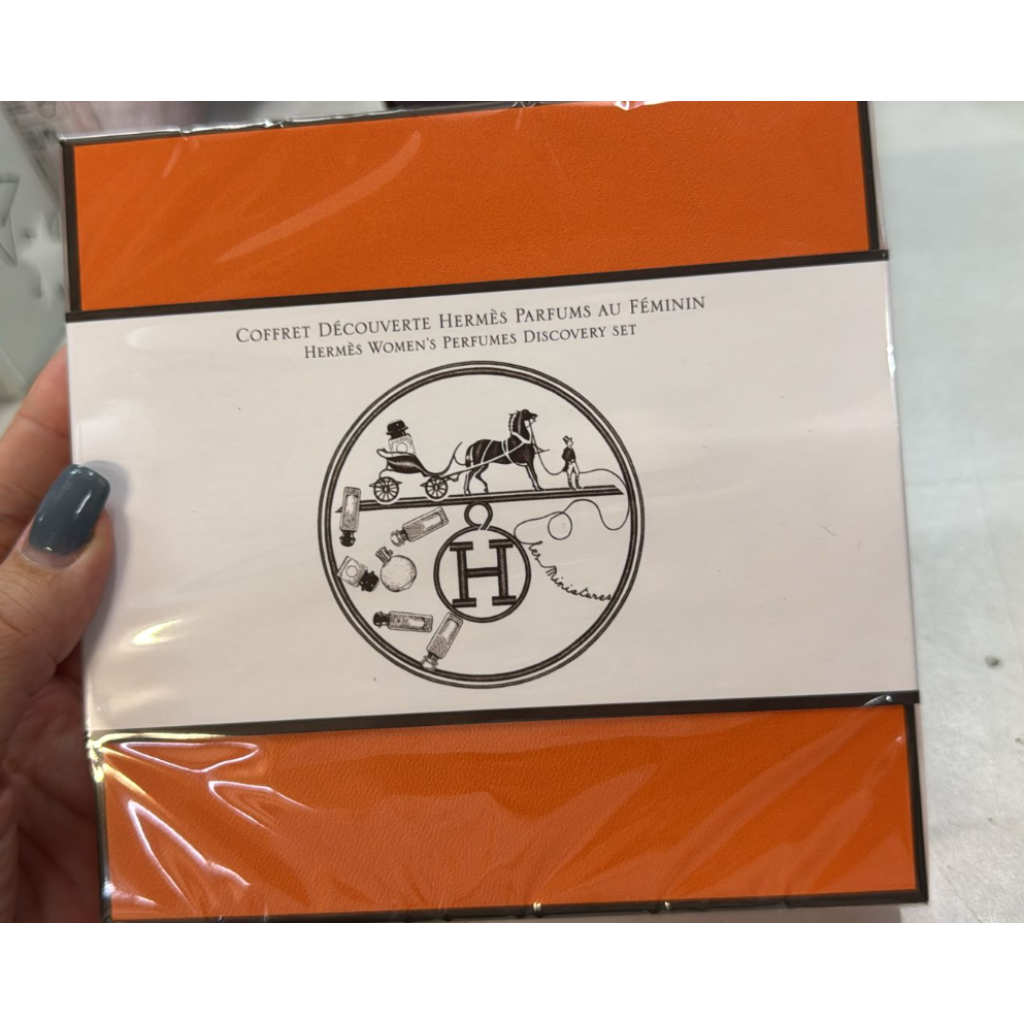 COFFRET DÉCOUVERTE HERMÈS PARFUMS AU FÉMININ
HERMÈS WOMEN'S PERFUMES DISCOVERY SET
H
les Miniatures